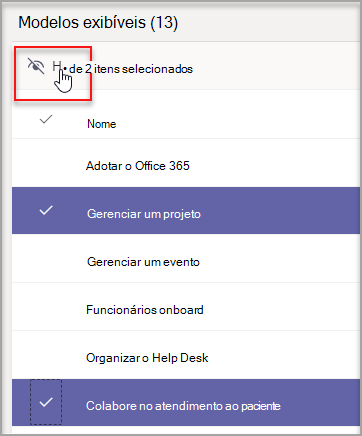 Modelos exibíveis (13)
H • de 2 itens selecionados
Nome
Adotar o Office 365
Gerenciar um projeto
Gerenciar um evento
Funcionários onboard
Organizar o Help Desk
Colabore no atendimento ao paciente